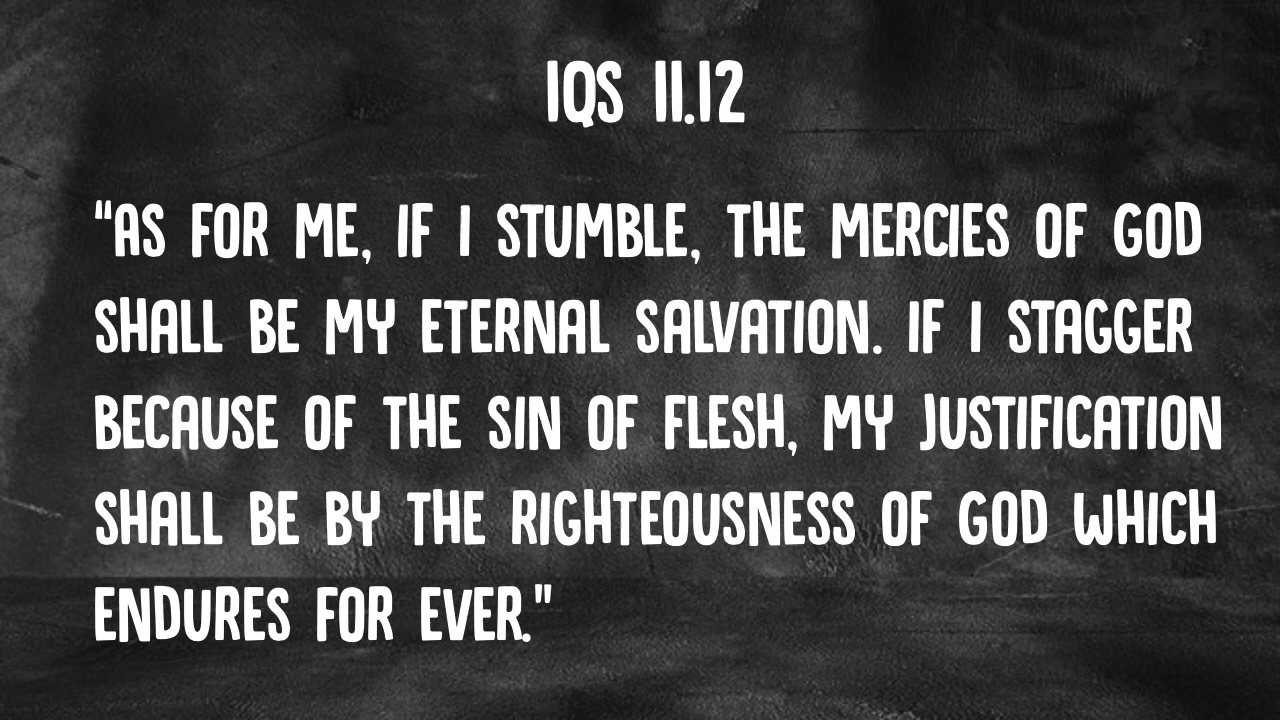 1QS 11.12
"AS FOR ME, IF I STUMBLE, THE MERCIES OF GOD
SHALL BE MY ETERNAL SALVATION. IF I STAGGER
BECAUSE OF THE SIN OF FLESH, MY JUSTIFICATION
SHALL BE BY THE RIGHTEOUSNESS OF GOD WHICH
ENDURES FOR EVER."